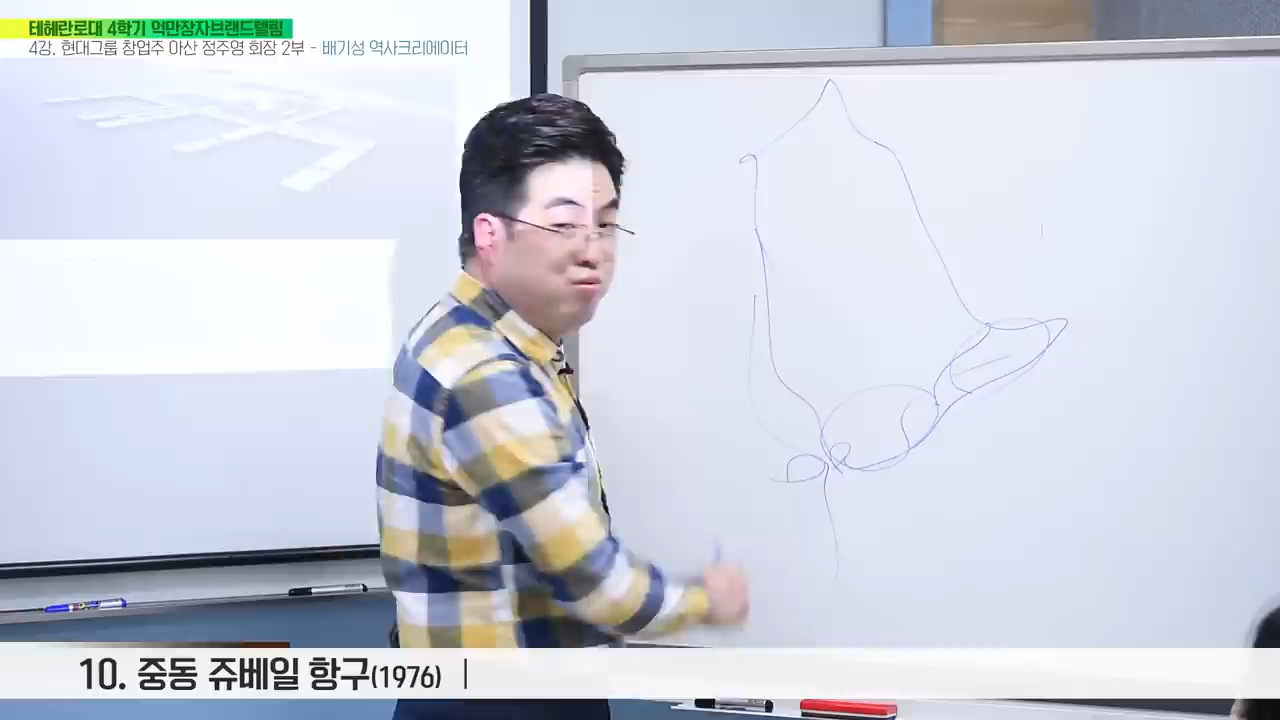 테헤란로대 4학기 억만장자브랜드텔링
4강. 현대그룹 창업주 아산 정주영 회장 2부 - 배기성 역사크리에이터
10. 중동 쥬베일 항구(1976)